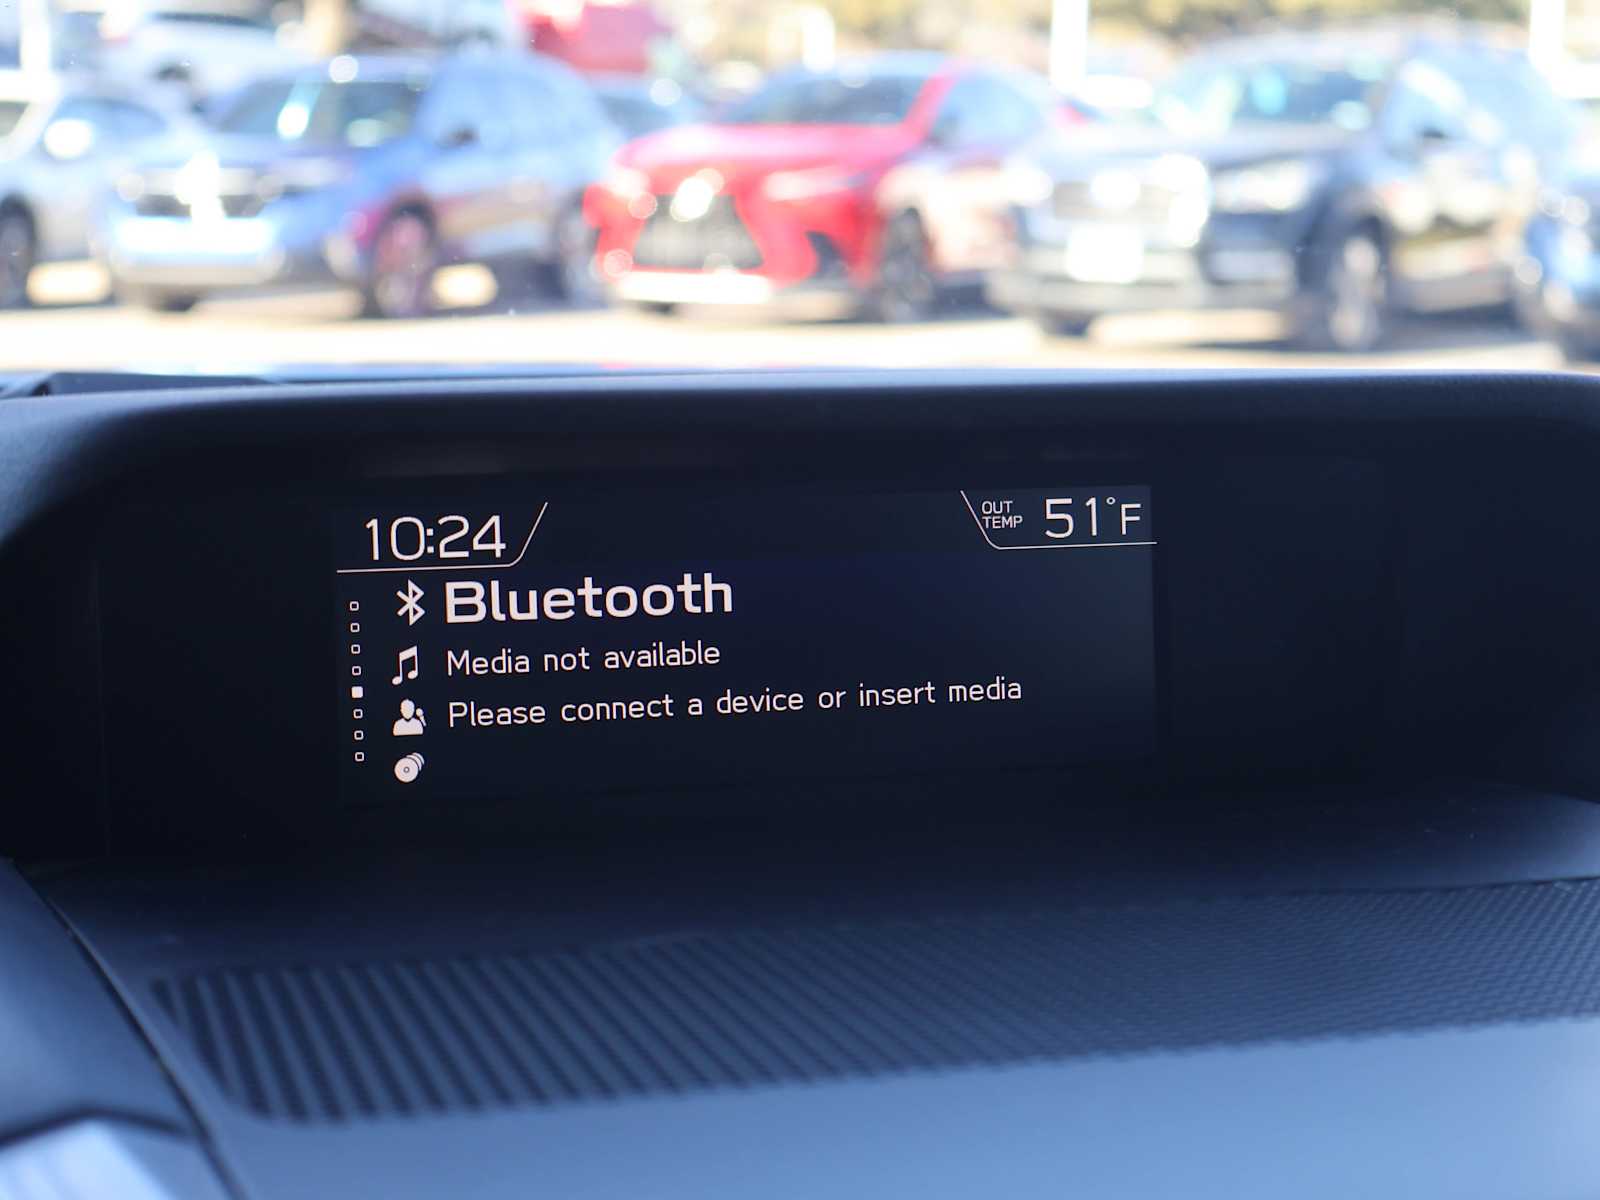 10:24
OUT TEMP 51°F
Bluetooth
Media not available
Please connect a device or insert media